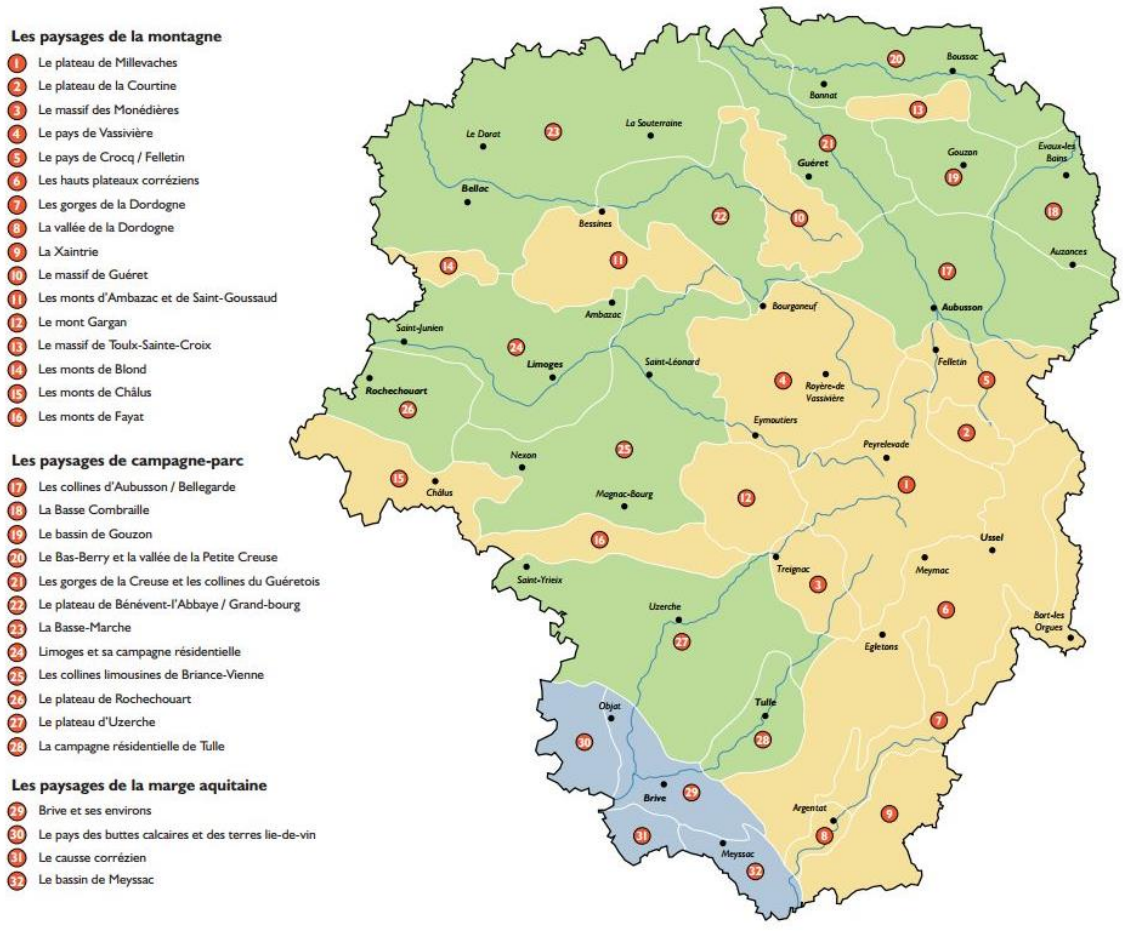 Les paysages de la montagne
1 Le plateau de Millevaches
2 Le plateau de la Courtine
3 Le massif des Monédières
4 Le pays de Vassivière
5 Le pays de Crocq / Felletin
6 Les hauts plateaux corréziens
7 Les gorges de la Dordogne
8 La vallée de la Dordogne
9 La Xaintrie
10 Le massif de Guéret
11 Les monts d'Ambazac et de Saint-Goussaud
12 Le mont Gargan
13 Le massif de Toulx-Sainte-Croix
14 Les monts de Blond
15 Les monts de Châlus
16 Les monts de Fayat
Les paysages de campagne-parc
17 Les collines d'Aubusson / Bellegarde
18 La Basse Combraille
19 Le bassin de Gouzon
20 Le Bas-Berry et la vallée de la Petite Creuse
21 Les gorges de la Creuse et les collines du Guéretois
22 Le plateau de Bénévent-l'Abbaye / Grand-bourg
23 La Basse-Marche
24 Limoges et sa campagne résidentielle
25 Les collines limousines de Briance-Vienne
26 Le plateau de Rochechouart
27 Le plateau d'Uzerche
28 La campagne résidentielle de Tulle
Les paysages de la marge aquitaine
29 Brive et ses environs
30 Le pays des buttes calcaires et des terres lie-de-vin
31 Le causse corrézien
32 Le bassin de Meyssac
20
Boussac
Bonnat
13
La Souterraine
23
Le Dorat
21
Gouzon
Evaux-les
Bains
Guéret
19
Bellac
18
22
10
Bessines
Auzances
11
14
17
Ambazac
Bourganeuf
Aubusson
Saint-Junien
24
Limoges
Saint-Léonard
Felletin
Rochechouart
4
Royère-de
Vassivière
5
26
Eymoutiers
2
Peyrelevade
25
Nexon
15
Châlus
1
12
Magnac-Bourg
16
Ussel
Treignac
Meymac
Saint-Yrieix
3
Uzerche
6
Bort-les
Orgues
27
Egletons
Tulle
Objat
7
30
28
Brive
29
Argentat
9
31
8
Meyssac
32